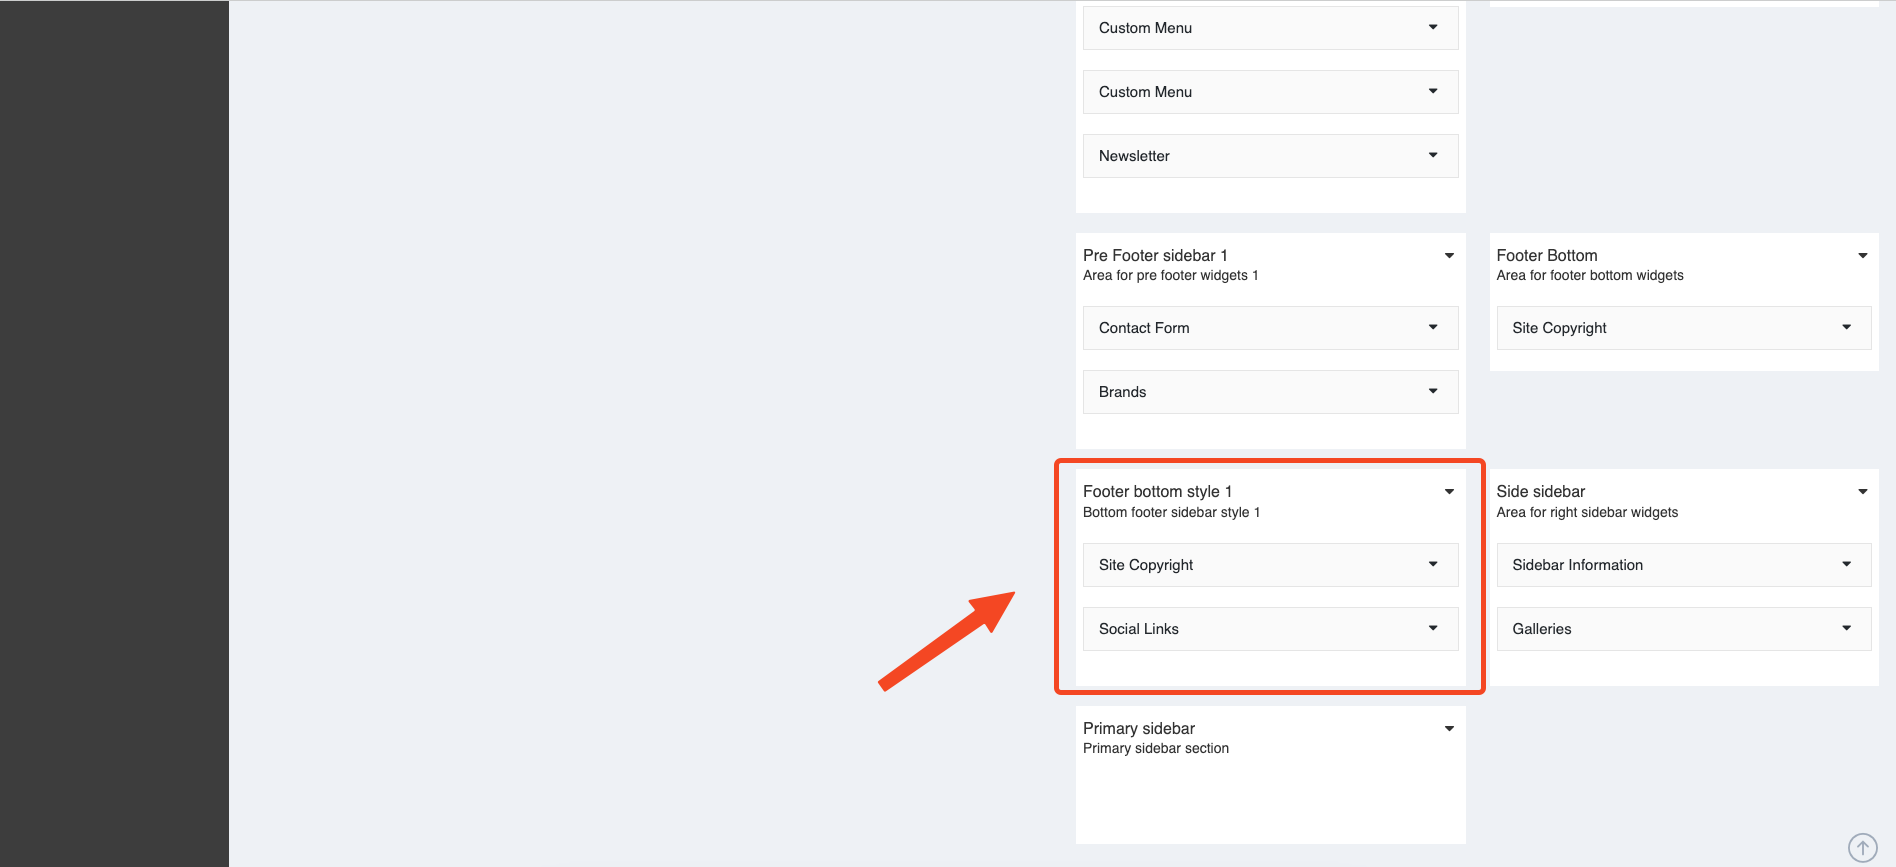 Custom Menu
Custom Menu
Newsletter
Pre Footer sidebar 1
Area for pre footer widgets 1
Contact Form
Brands
Footer Bottom
Area for footer bottom widgets
Site Copyright
Footer bottom style 1
Bottom footer sidebar style 1
Site Copyright
Social Links
Side sidebar
Area for right sidebar widgets
Sidebar Information
Galleries
Primary sidebar
Primary sidebar section